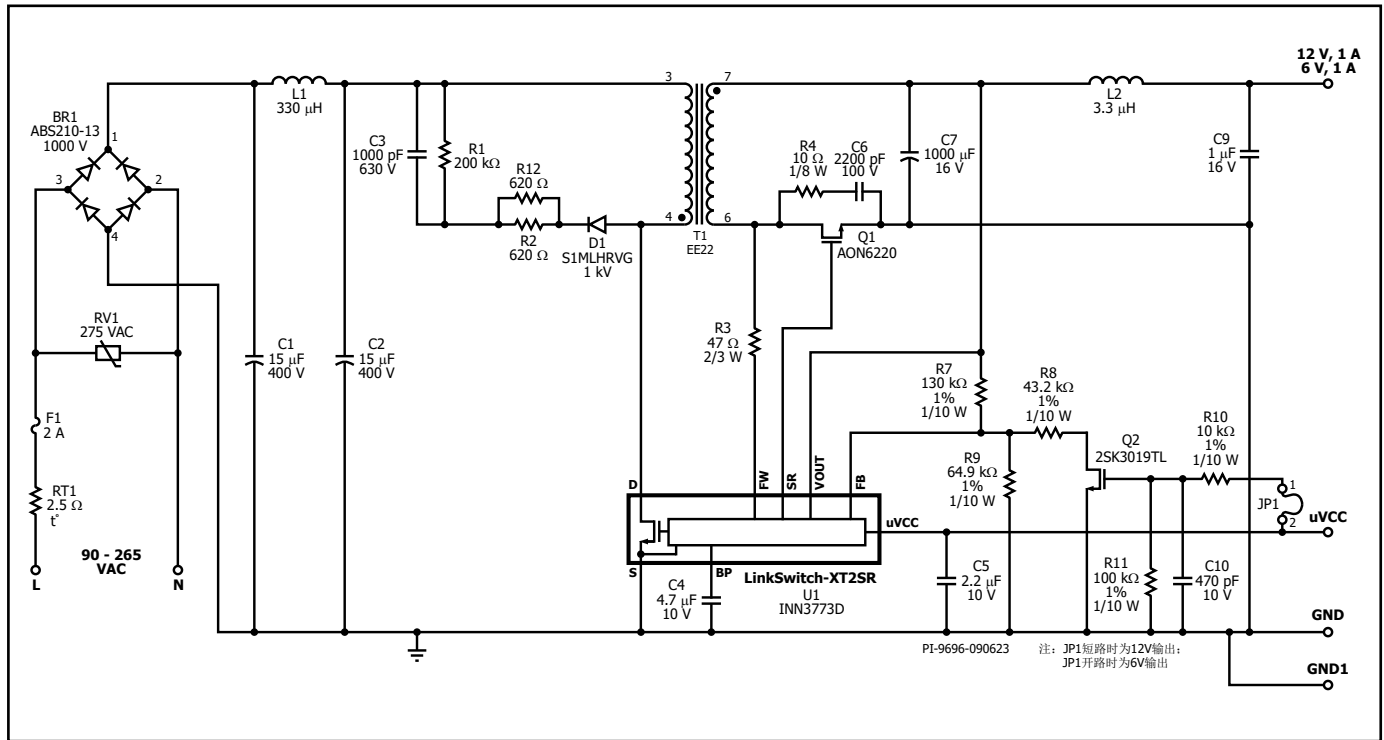 12 V, 1 A
6 V, 1 A
3
7
L1
330 µH
L2
3.3 µH
BR1
ABS210-13
1000 V
1
3
2
4
C3
1000 pF
630 V
R1
200 kΩ
R12
620 Ω
R2
620 Ω
D1
S1MLHRVG
1 kV
4
6
T1
EE22
R4
10 Ω
1/8 W
C6
2200 pF
100 V
C7
1000 µF
16 V
C9
1 µF
16 V
Q1
AON6220
RV1
275 VAC
C1
15 µF
400 V
C2
15 µF
400 V
R3
47 Ω
2/3 W
R7
130 kΩ
1%
1/10 W
R8
43.2 kΩ
1%
1/10 W
F1
2 A
RT1
2.5 Ω
t°
90 - 265
VAC
L
N
R9
64.9 kΩ
1%
1/10 W
Q2
2SK3019TL
R10
10 kΩ
1%
1/10 W
1
JP1
2
uVCC
D
FW
SR
VOUT
FB
uVCC
S
BP
LinkSwitch-XT2SR
U1
INN3773D
C4
4.7 µF
10 V
C5
2.2 µF
10 V
R11
100 kΩ
1%
1/10 W
C10
470 pF
10 V
GND
GND1
PI-9696-090623
注：JP1短路时为12V输出；
JP1开路时为6V输出